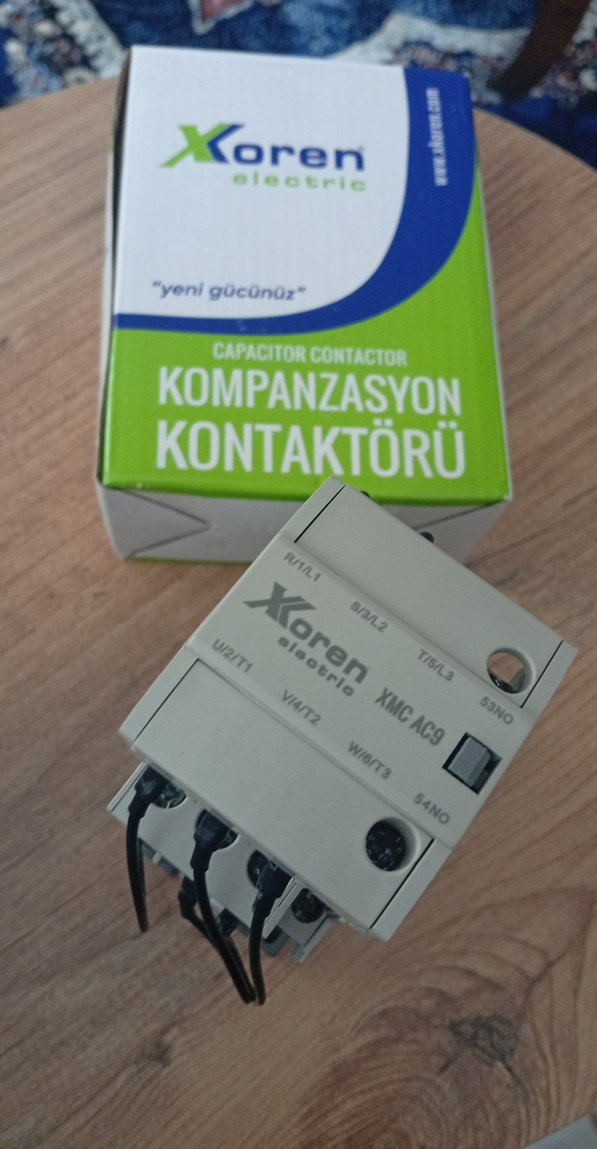 Xoren
electric
www.xkoren.com
"yeni gücünüz"
CAPACITOR CONTACTOR
KOMPANZASYON
KONTAKTÖRÜ
R/1/L1
S/3/L2
T/5/L3
53NO
Xoren
electric
XMC AC9
U/2/T1
V/4/T2
W/6/T3
54NO